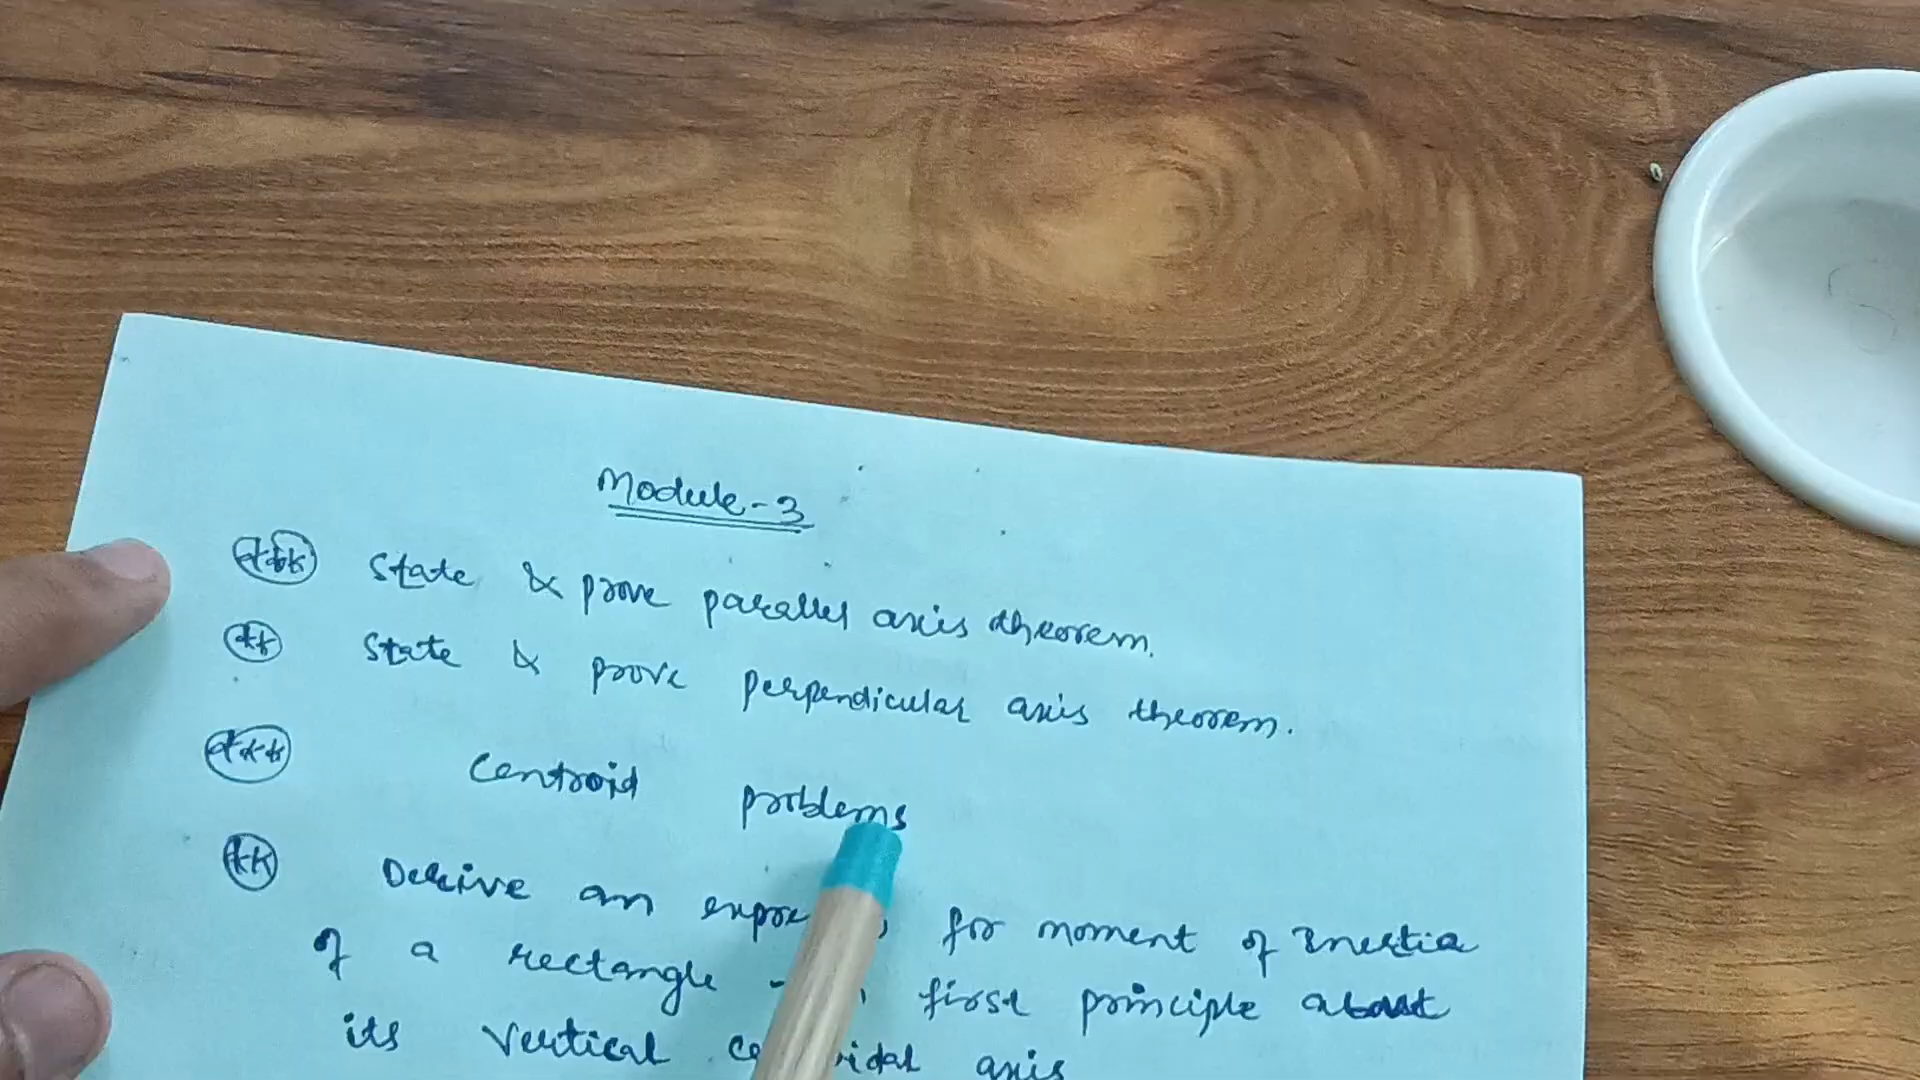 Module-3
*** State & prove parallel axis theorem.
** State & prove perpendicular axis theorem.
*** Centroid problems
** Derive an for moment of Inertia
of a rectangle first principle about
its vertical axis